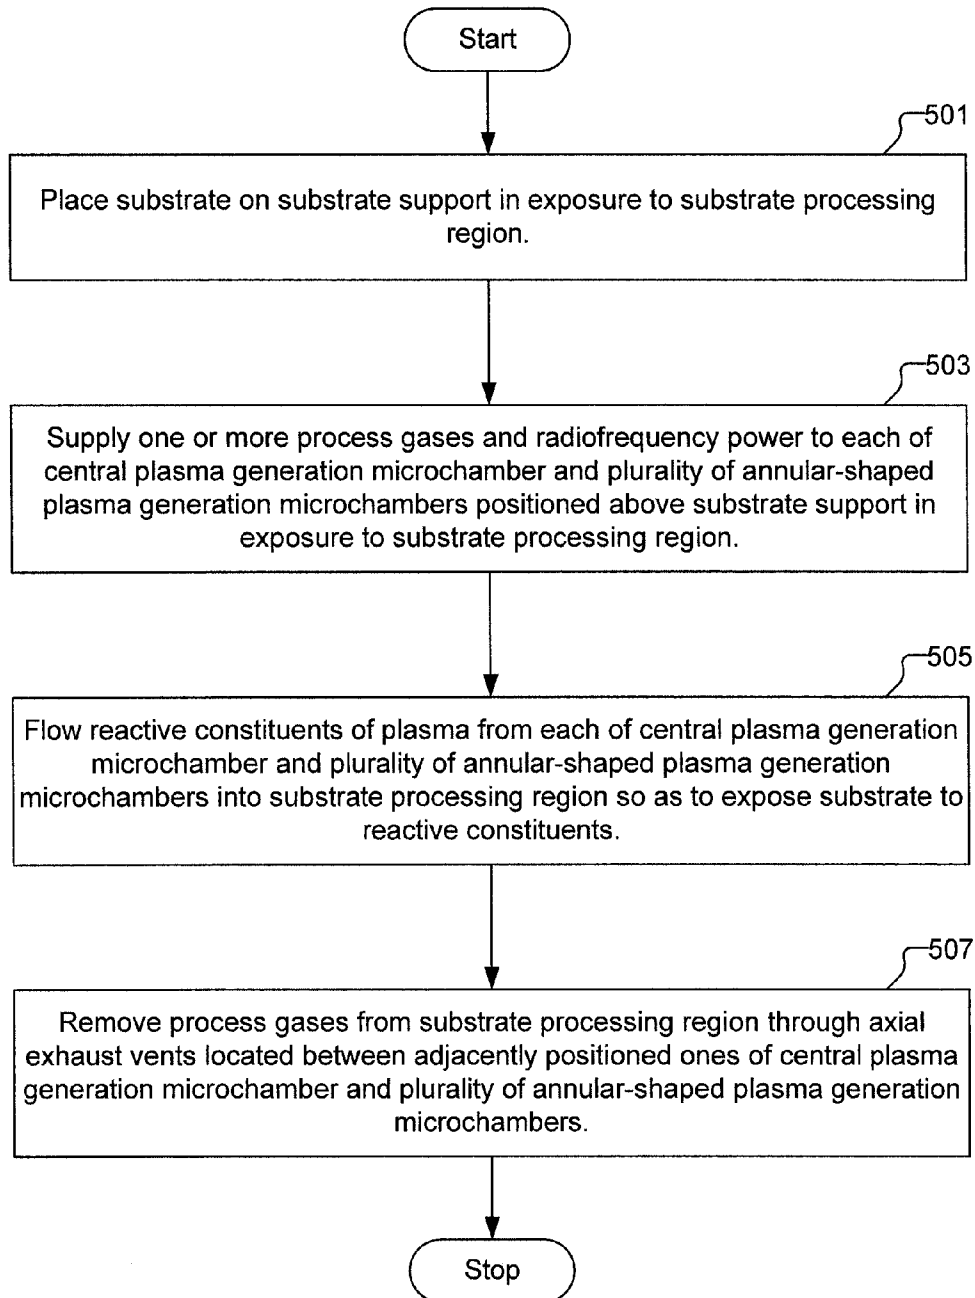 Start
501
Place substrate on substrate support in exposure to substrate processing
region.
503
Supply one or more process gases and radiofrequency power to each of
central plasma generation microchamber and plurality of annular-shaped
plasma generation microchambers positioned above substrate support in
exposure to substrate processing region.
505
Flow reactive constituents of plasma from each of central plasma generation
microchamber and plurality of annular-shaped plasma generation
microchambers into substrate processing region so as to expose substrate to
reactive constituents.
507
Remove process gases from substrate processing region through axial
exhaust vents located between adjacently positioned ones of central plasma
generation microchamber and plurality of annular-shaped plasma generation
microchambers.
Stop